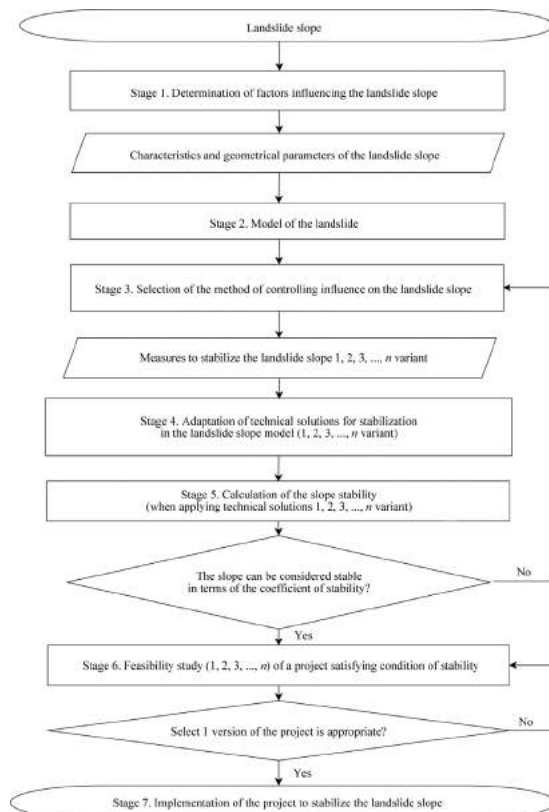 Landslide slope
Stage 1. Determination of factors influencing the landslide slope
Characteristics and geometrical parameters of the landslide slope
Stage 2. Model of the landslide
Stage 3. Selection of the method of controlling influence on the landslide slope
Measures to stabilize the landslide slope 1, 2, 3, ..., n variant
Stage 4. Adaptation of technical solutions for stabilization
in the landslide slope model (1, 2, 3, ..., n variant)
Stage 5. Calculation of the slope stability
(when applying technical solutions 1, 2, 3, ..., n variant)
The slope can be considered stable
in terms of the coefficient of stability?
No
Yes
Stage 6. Feasibility study (1, 2, 3, ..., n) of a project satisfying condition of stability
Select 1 version of the project is appropriate?
No
Yes
Stage 7. Implementation of the project to stabilize the landslide slope